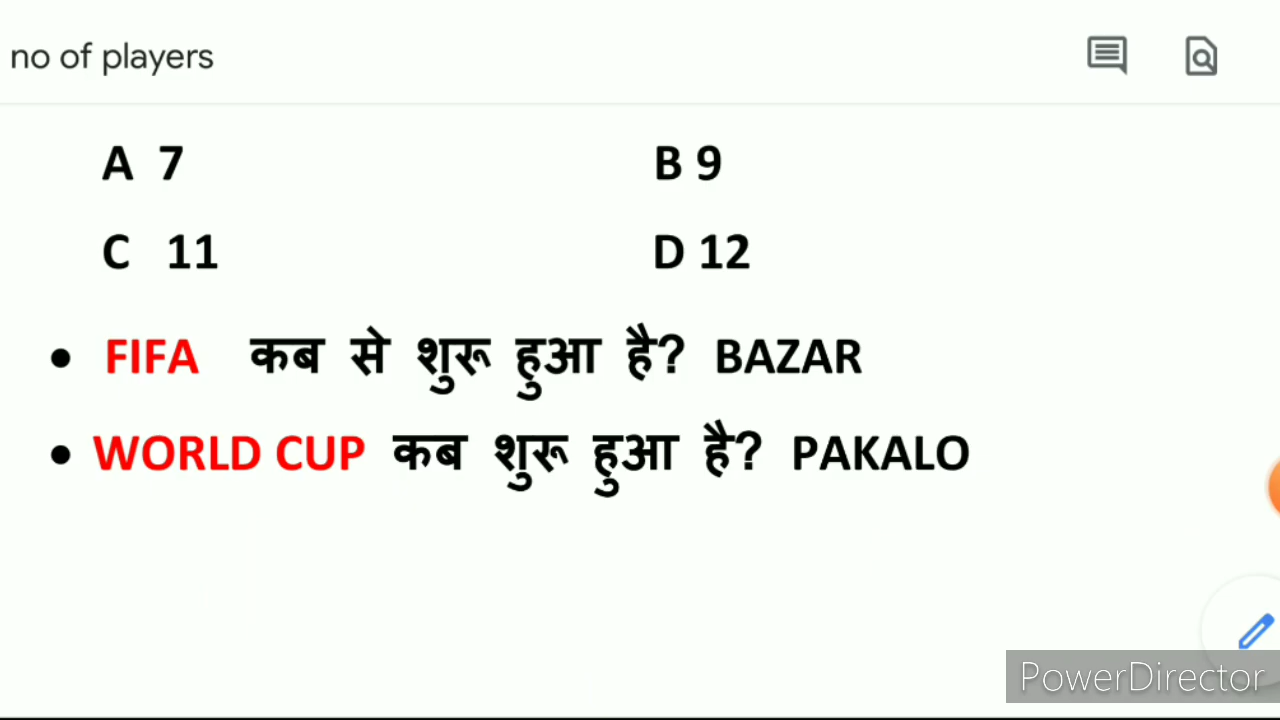 no of players
A 7 B 9
C 11 D 12
• FIFA कब से शुरू हुआ है? BAZAR
• WORLD CUP कब शुरू हुआ है? PAKALO
PowerDirector